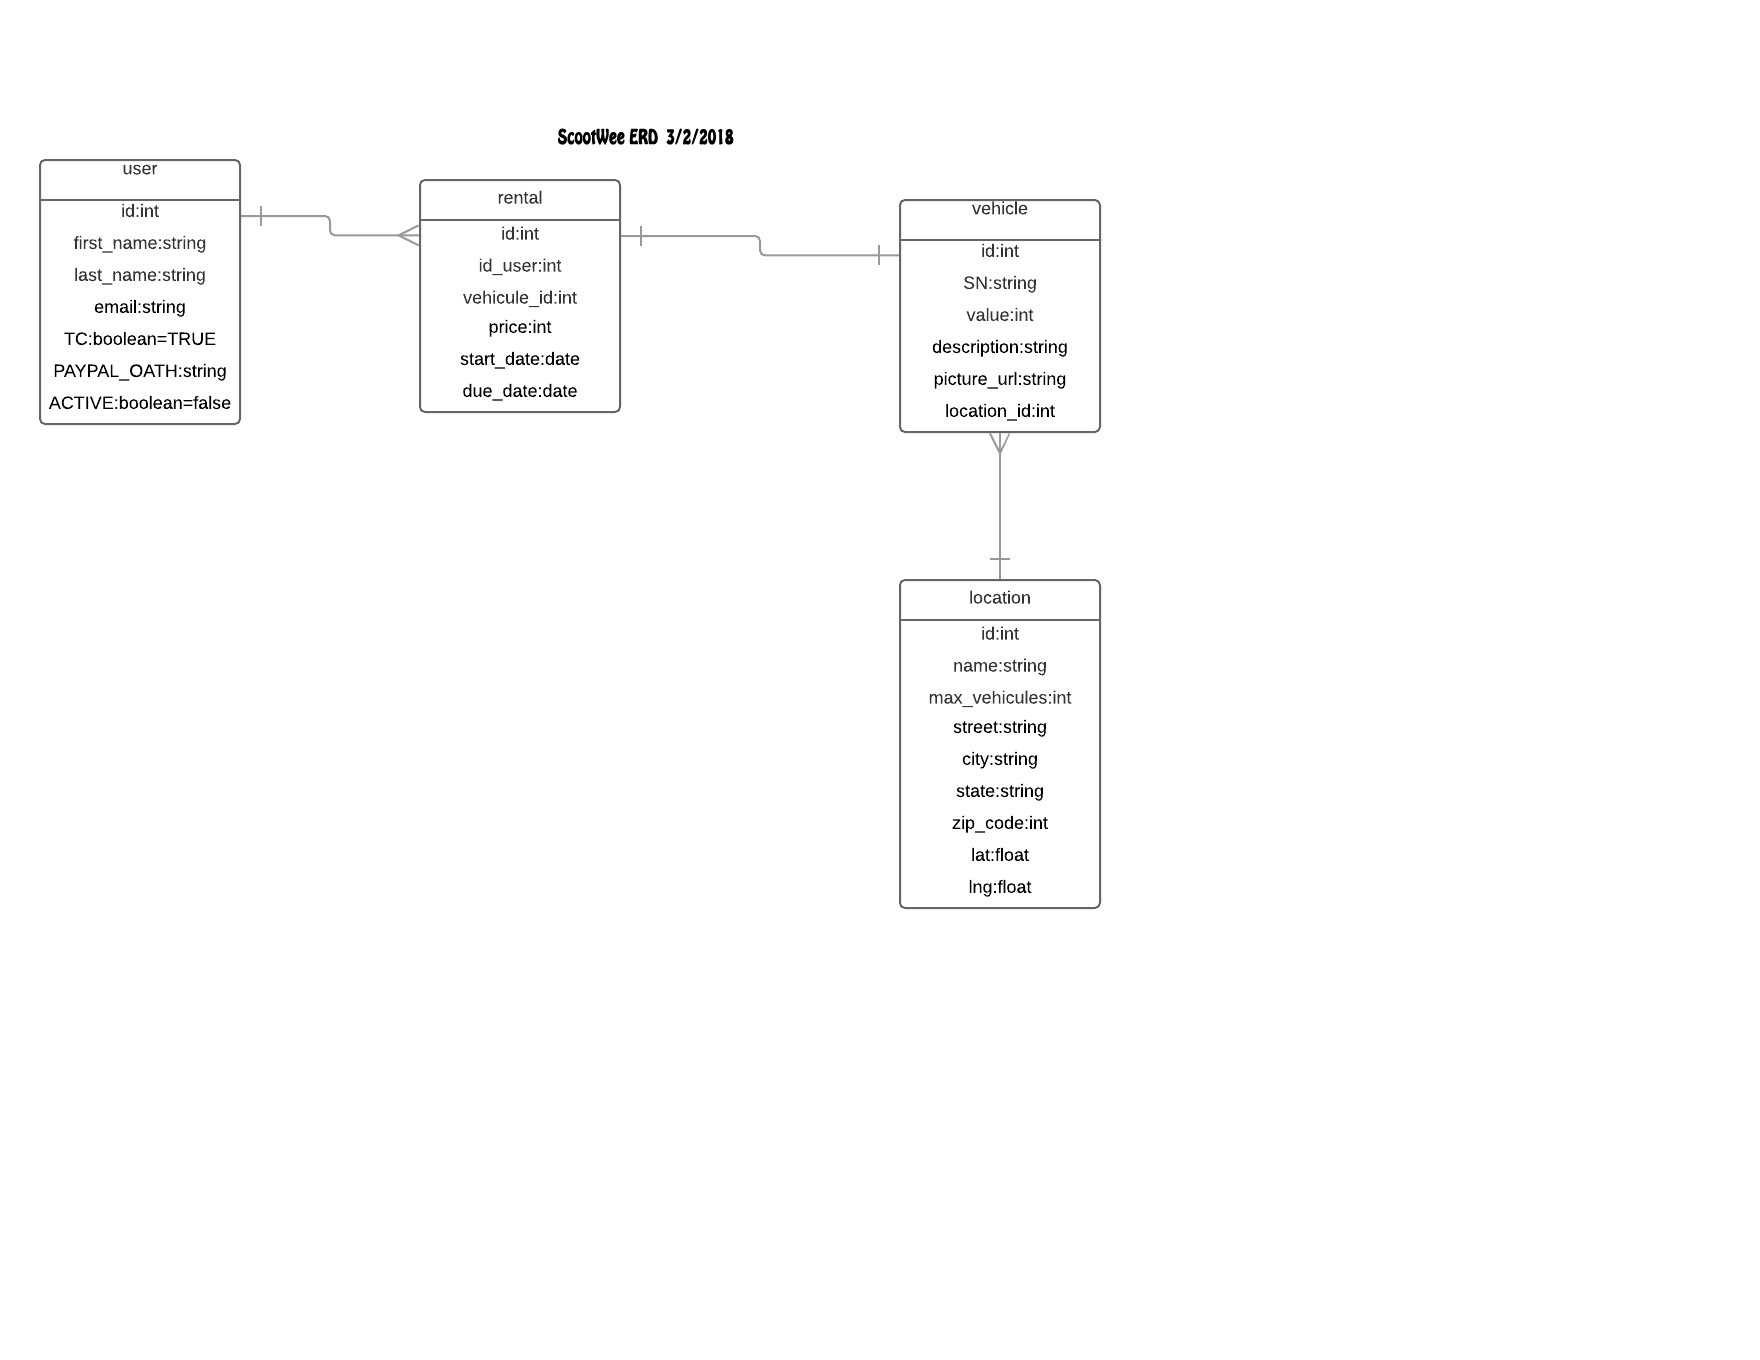 ScootWee ERD 3/2/2018
user
id:int
first_name:string
last_name:string
email:string
TC:boolean=TRUE
PAYPAL_OATH:string
ACTIVE:boolean=false
rental
id:int
id_user:int
vehicule_id:int
price:int
start_date:date
due_date:date
vehicle
id:int
SN:string
value:int
description:string
picture_url:string
location_id:int
location
id:int
name:string
max_vehicules:int
street:string
city:string
state:string
zip_code:int
lat:float
lng:float